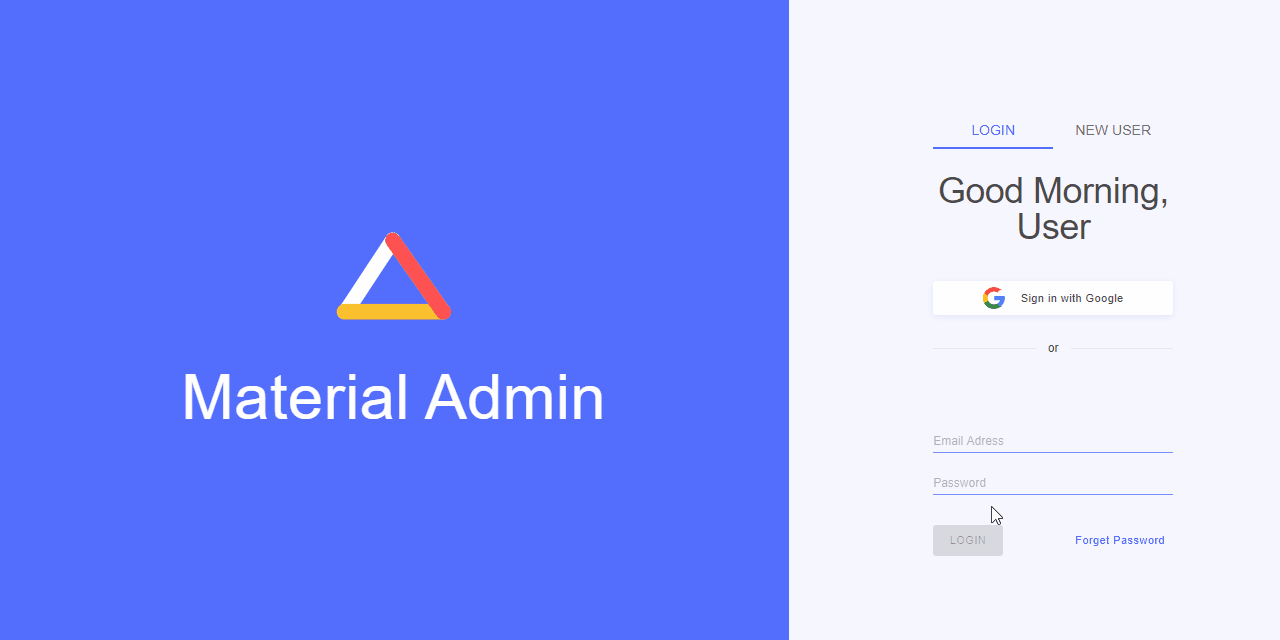 Material Admin
LOGIN
NEW USER
Good Morning,
User
Sign in with Google
or
Email Adress
Password
LOGIN
Forget Password